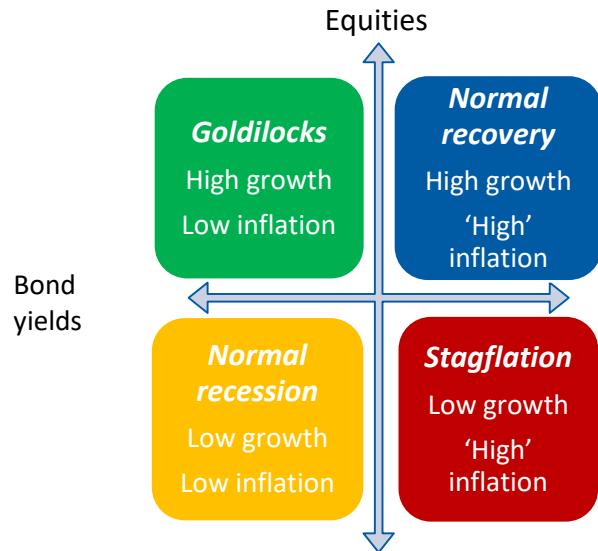 Equities
Goldilocks
High growth
Low inflation
Normal
recovery
High growth
‘High’
inflation
Bond
yields
Normal
recession
Low growth
Low inflation
Stagflation
Low growth
‘High’
inflation